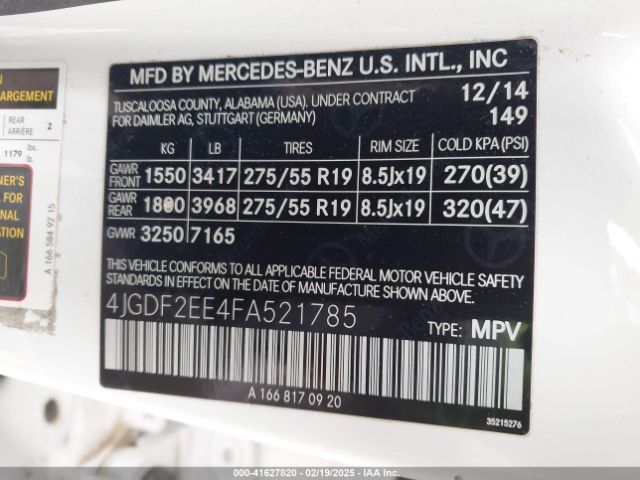 N
ARGEMENT
REAR
ARRIÈRE 2
1179 lbs.
lb.
NER'S
FOR
ONAL
N
A 166 584 92 15
MFD BY MERCEDES-BENZ U.S. INTL., INC
TUSCALOOSA COUNTY, ALABAMA (USA). UNDER CONTRACT 12/14
FOR DAIMLER AG, STUTTGART (GERMANY) 149
KG LB TIRES RIM SIZE COLD KPA (PSI)
GAWR FRONT 1550 3417 275/55 R19 8.5Jx19 270(39)
GAWR REAR 1800 3968 275/55 R19 8.5Jx19 320(47)
GVWR 3250 7165
THIS VEHICLE CONFORMS TO ALL APPLICABLE FEDERAL MOTOR VEHICLE SAFETY
STANDARDS IN EFFECT ON THE DATE OF MANUFACTURE SHOWN ABOVE.
4JGDF2EE4FA521785
TYPE: MPV
A 166 817 09 20
35215276
000-41627820 - 02/19/2025 - IAA Inc.